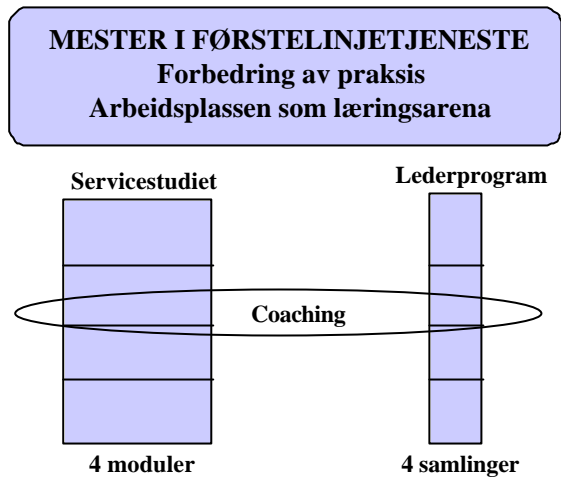 MESTER I FØRSTELINJETJENESTE
Forbedring av praksis
Arbeidsplassen som læringsarena
Servicestudiet
Lederprogram
Coaching
4 moduler
4 samlinger